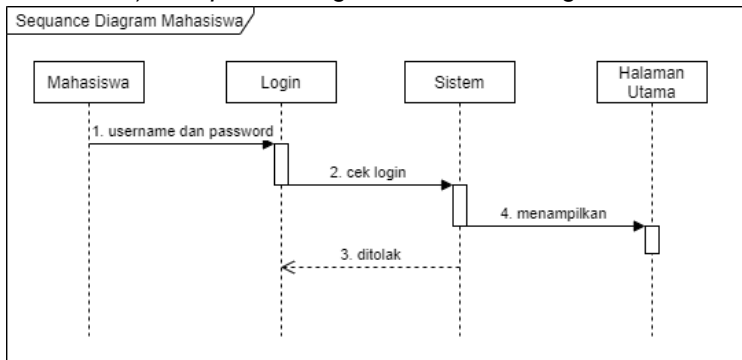 Sequance Diagram Mahasiswa
Mahasiswa
Login
Sistem
Halaman
Utama
1. username dan password
2. cek login
4. menampilkan
3. ditolak